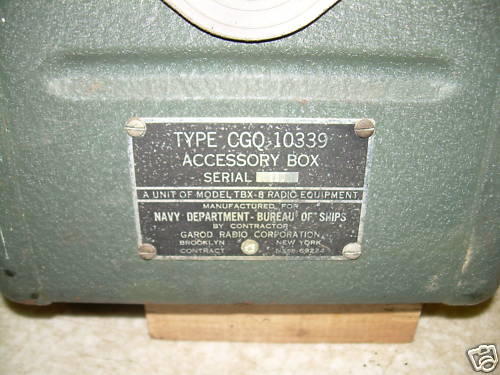 TYPE CGQ-10339
ACCESSORY BOX
SERIAL
A UNIT OF MODEL TBX-8 RADIO EQUIPMENT
MANUFACTURED FOR
NAVY DEPARTMENT - BUREAU OF SHIPS
BY CONTRACTOR
GAROD RADIO CORPORATION
BROOKLYN NEW YORK
CONTRACT